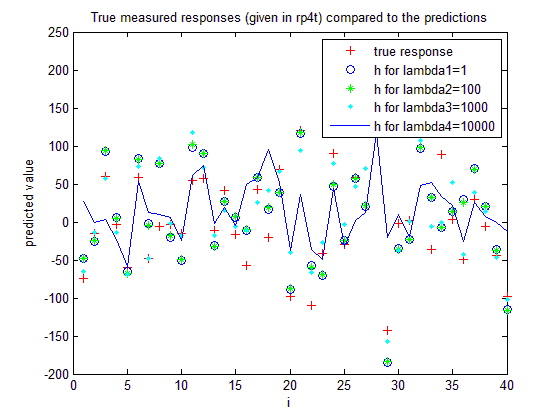 True measured responses (given in rp4t) compared to the predictions
250
200
150
100
50
0
-50
-100
-150
-200
predicted value
true response
h for lambda1=1
h for lambda2=100
h for lambda3=1000
h for lambda4=10000
0 5 10 15 20 25 30 35 40
i